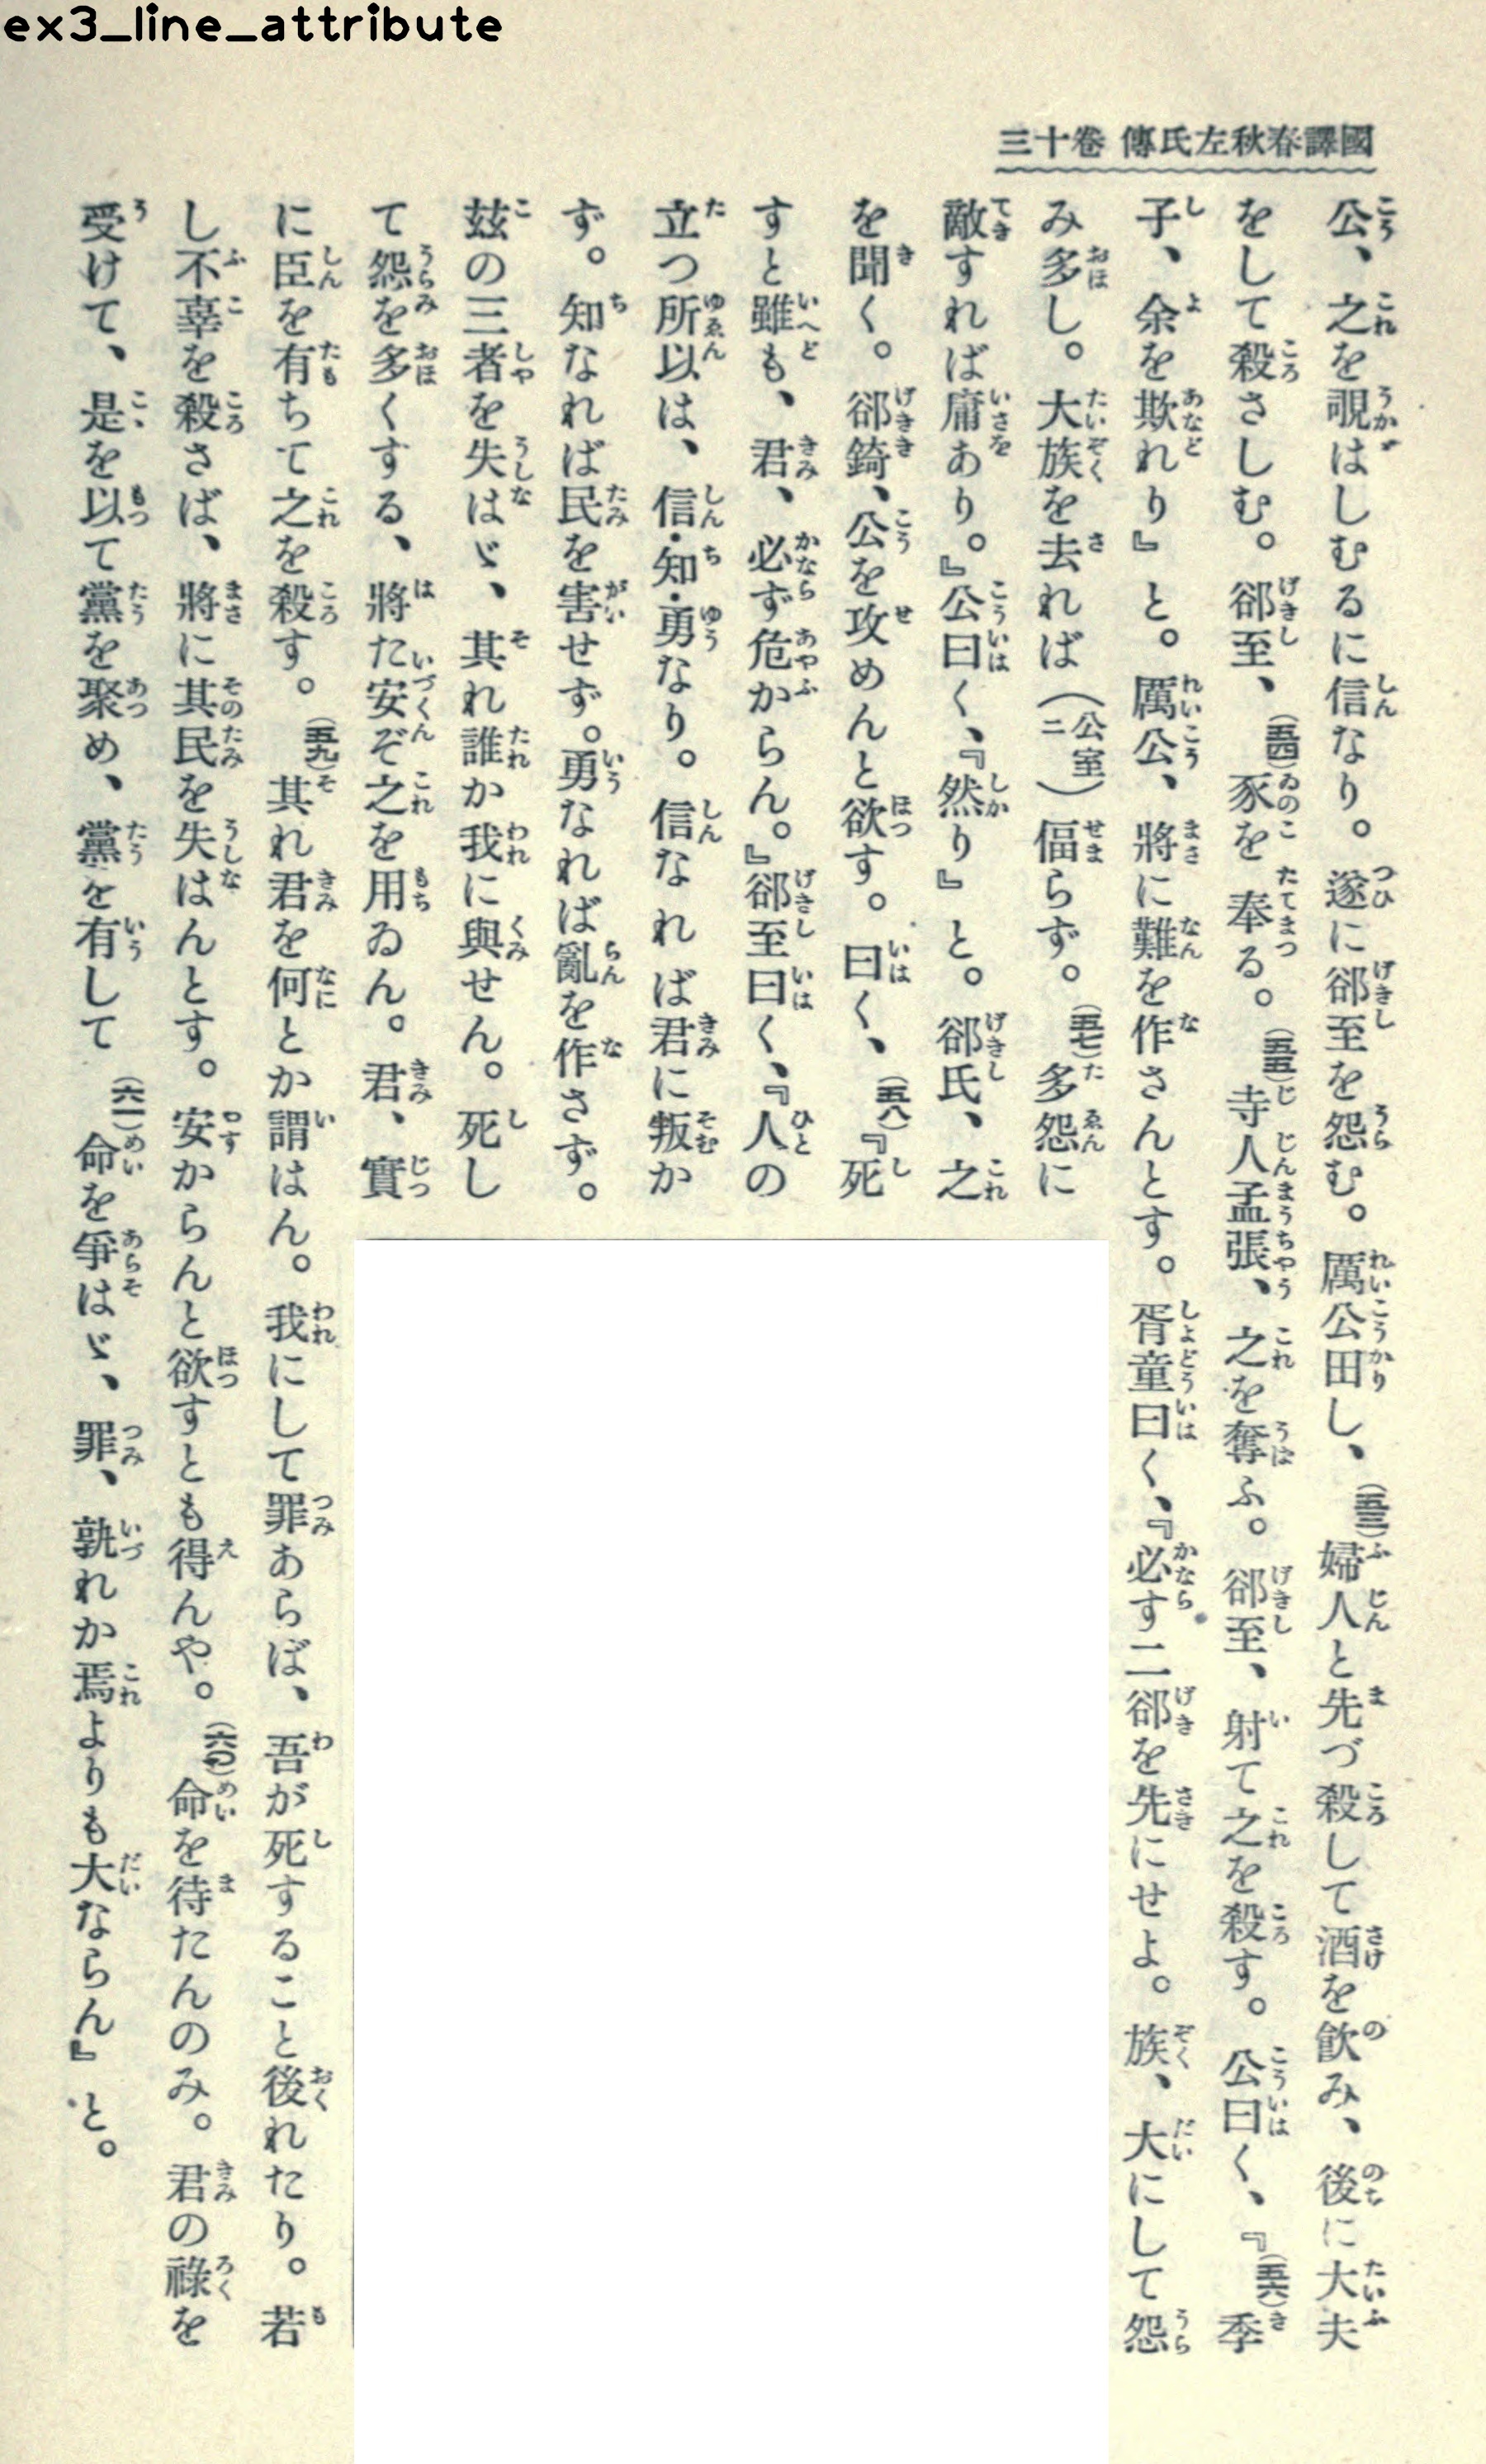 ex3_line_attribute
國譯春秋左氏傳 卷十三
公、之を覗はしむるに信なり。遂に郤至を怨む。厲公田し、(五三)婦人と先づ殺して酒を飮み、後に大夫
をして殺さしむ。郤至、(五四)豕を奉る。(五五)寺人孟張、之を奪ふ。郤至、射て之を殺す。公曰く、『(五六)季
子、余を欺れり』と。厲公、將に難を作さんとす。胥童曰く、『必す二郤を先にせよ。族、大にして怨
み多し。大族を去れば(公室ニ)偪らず。(五七)多怨に
敵すれば庸あり。』公曰く、『然り』と。郤氏、之
を聞く。郤錡、公を攻めんと欲す。曰く、(五八)『死
すと雖も、君、必ず危からん。』郤至曰く、『人の
立つ所以は、信・知・勇なり。信なれば君に叛か
ず。知なれば民を害せず。勇なれば亂を作さず。
玆の三者を失はゞ、其れ誰か我に與せん。死し
て怨を多くする、將た安ぞ之を用ゐん。君、實
に臣を有ちて之を殺す。(五九)其れ君を何とか謂はん。我にして罪あらば、吾が死すること後れたり。若
し不辜を殺さば、將に其民を失はんとす。安からんと欲すとも得んや。(六〇)命を待たんのみ。君の祿を
受けて、是を以て黨を聚め、黨を有して(六一)命を爭はゞ、罪、孰れか焉よりも大ならん』と。